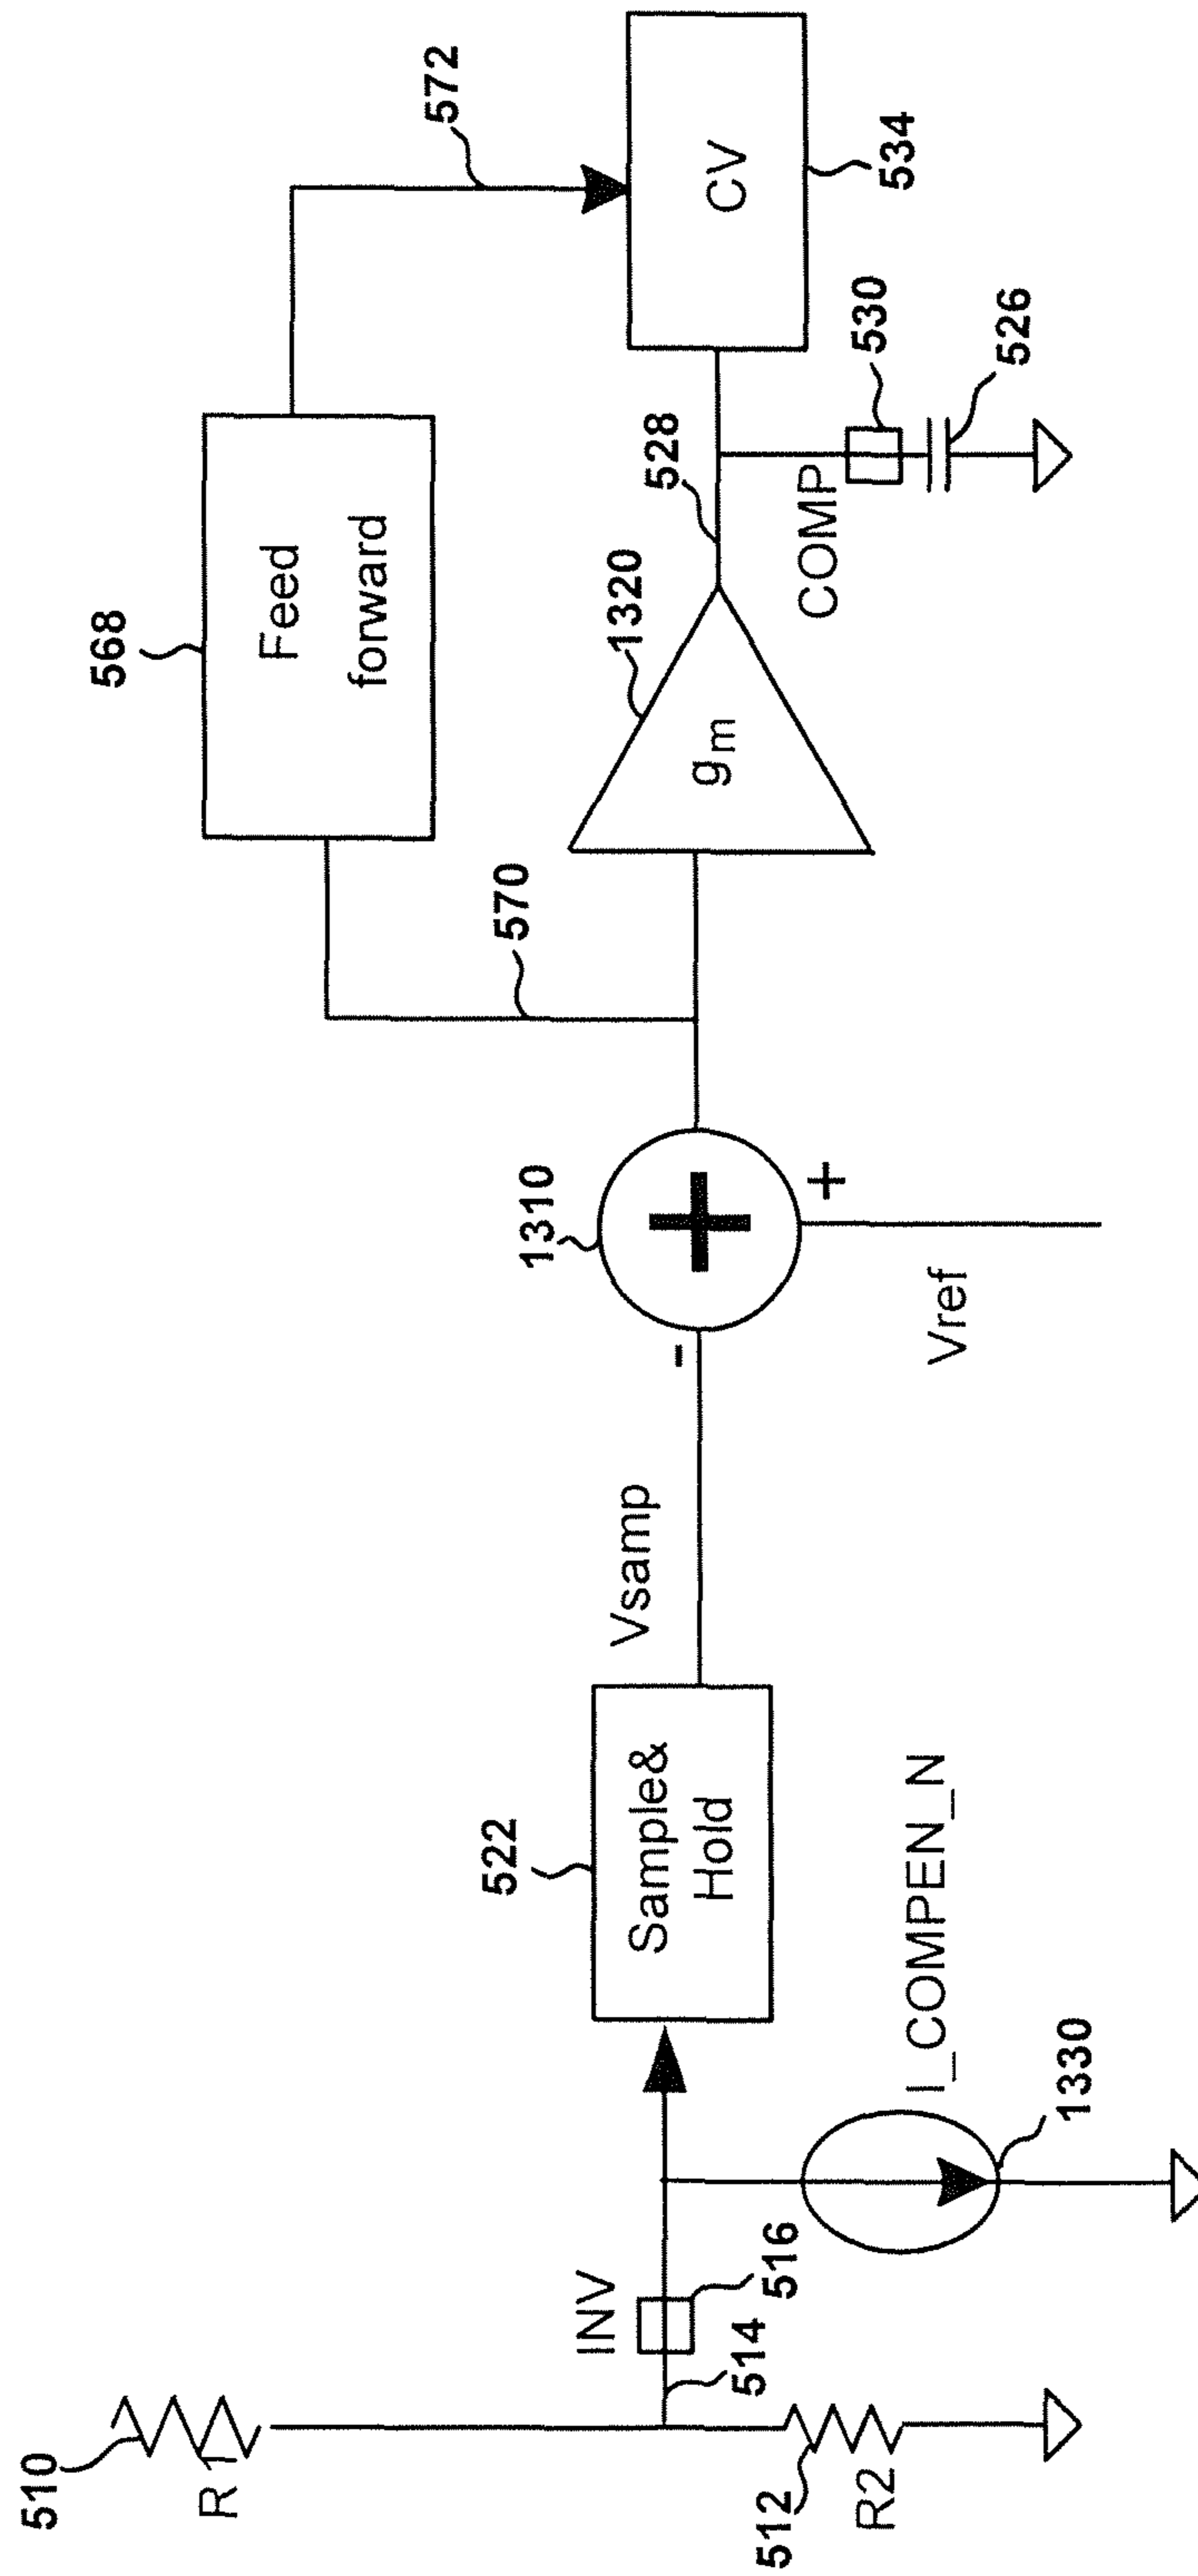 510
R1
512
R2
514
INV
516
I_COMPEN_N
1330
522
Sample&
Hold
Vsamp
-
1310
+
+
Vref
570
568
Feed
forward
572
gm
1320
528
COMP
530
526
CV
534